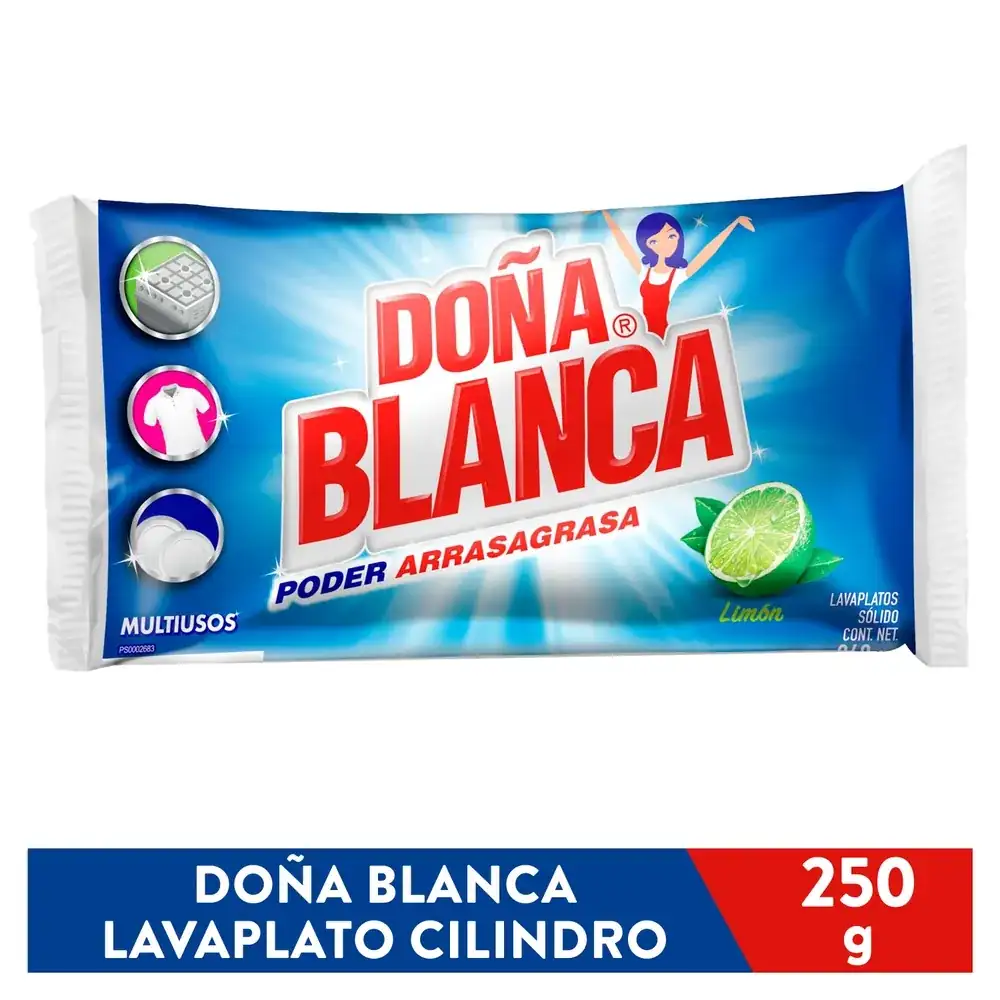 DOÑA
BLANCA
®
PODER ARRASAGRASA
Limón
MULTIUSOS
PS0002683
LAVAPLATOS
SÓLIDO
CONT. NET.
DOÑA BLANCA
LAVAPLATO CILINDRO
250
g